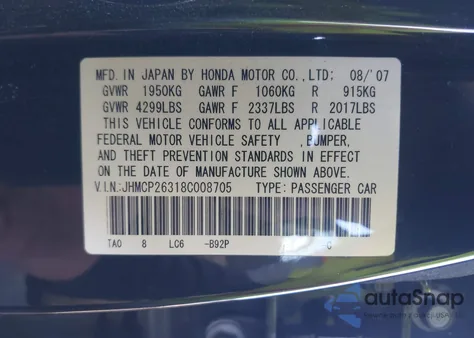 MFD. IN JAPAN BY HONDA MOTOR CO., LTD: 08/'07
GVWR 1950KG GAWR F 1060KG R 915KG
GVWR 4299LBS GAWR F 2337LBS R 2017LBS
THIS VEHICLE CONFORMS TO ALL APPLICABLE
FEDERAL MOTOR VEHICLE SAFETY , BUMPER,
AND THEFT PREVENTION STANDARDS IN EFFECT
ON THE DATE OF MANUFACTURE SHOWN ABOVE.
V.I.N:JHMCP26318C008705 TYPE: PASSENGER CAR
TA0 8 LC6 -B92P C
autoSnap